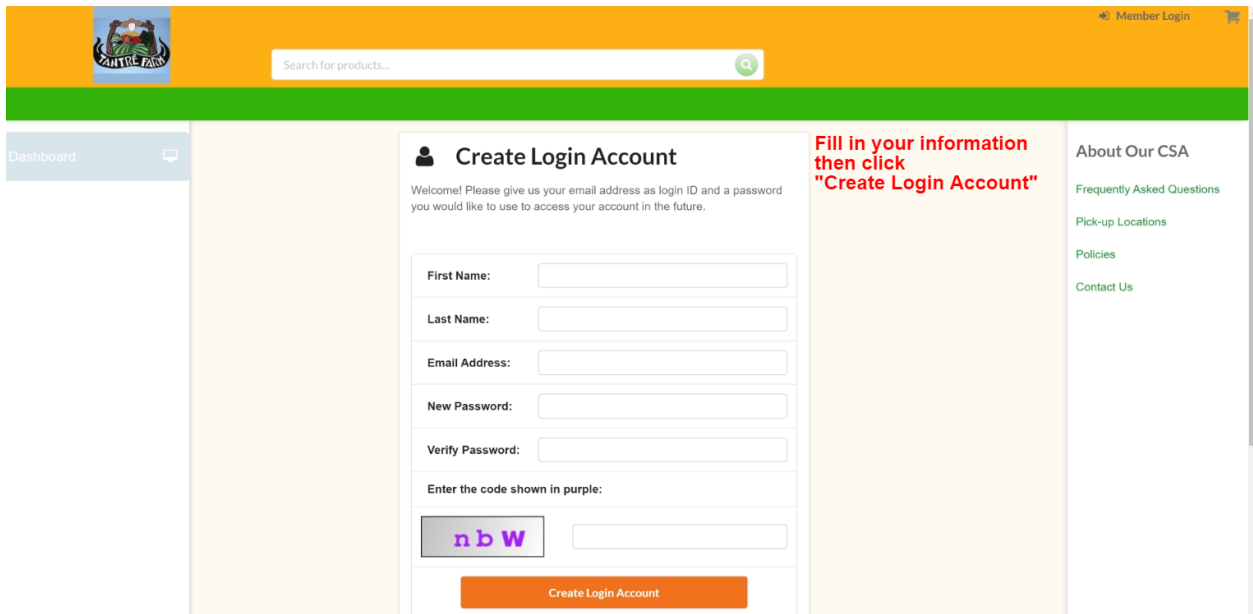 Member Login
TANTRÉ FARM
Search for products...
Dashboard
Create Login Account
Welcome! Please give us your email address as login ID and a password
you would like to use to access your account in the future.
First Name:
Last Name:
Email Address:
New Password:
Verify Password:
Enter the code shown in purple:
n b W
Create Login Account
Fill in your information
then click
"Create Login Account"
About Our CSA
Frequently Asked Questions
Pick-up Locations
Policies
Contact Us